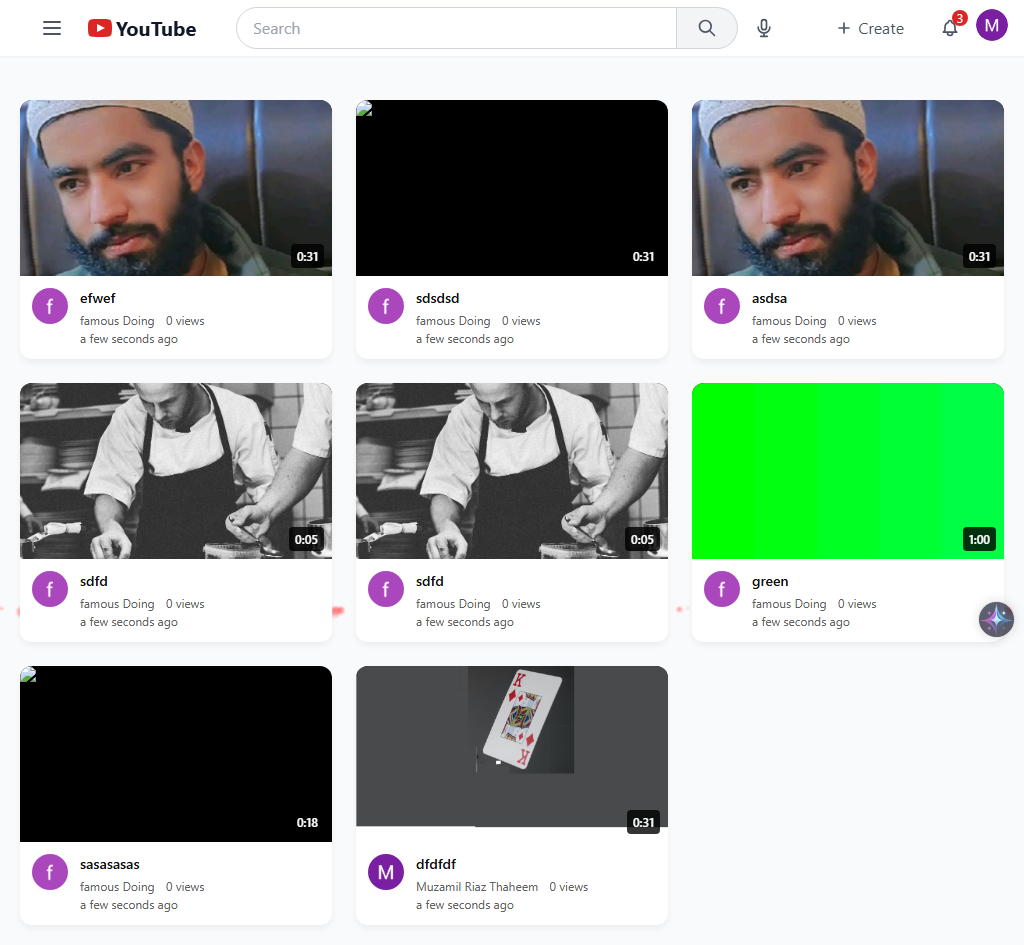 YouTube
Search
Create
3
M
0:31
f
efwef
famous Doing 0 views
a few seconds ago
0:31
f
sdsdsd
famous Doing 0 views
a few seconds ago
0:31
f
asdsa
famous Doing 0 views
a few seconds ago
0:05
f
sdfd
famous Doing 0 views
a few seconds ago
0:05
f
sdfd
famous Doing 0 views
a few seconds ago
1:00
f
green
famous Doing 0 views
a few seconds ago
0:18
f
sasasasas
famous Doing 0 views
a few seconds ago
K
K
0:31
M
dfdfdf
Muzamil Riaz Thaheem 0 views
a few seconds ago